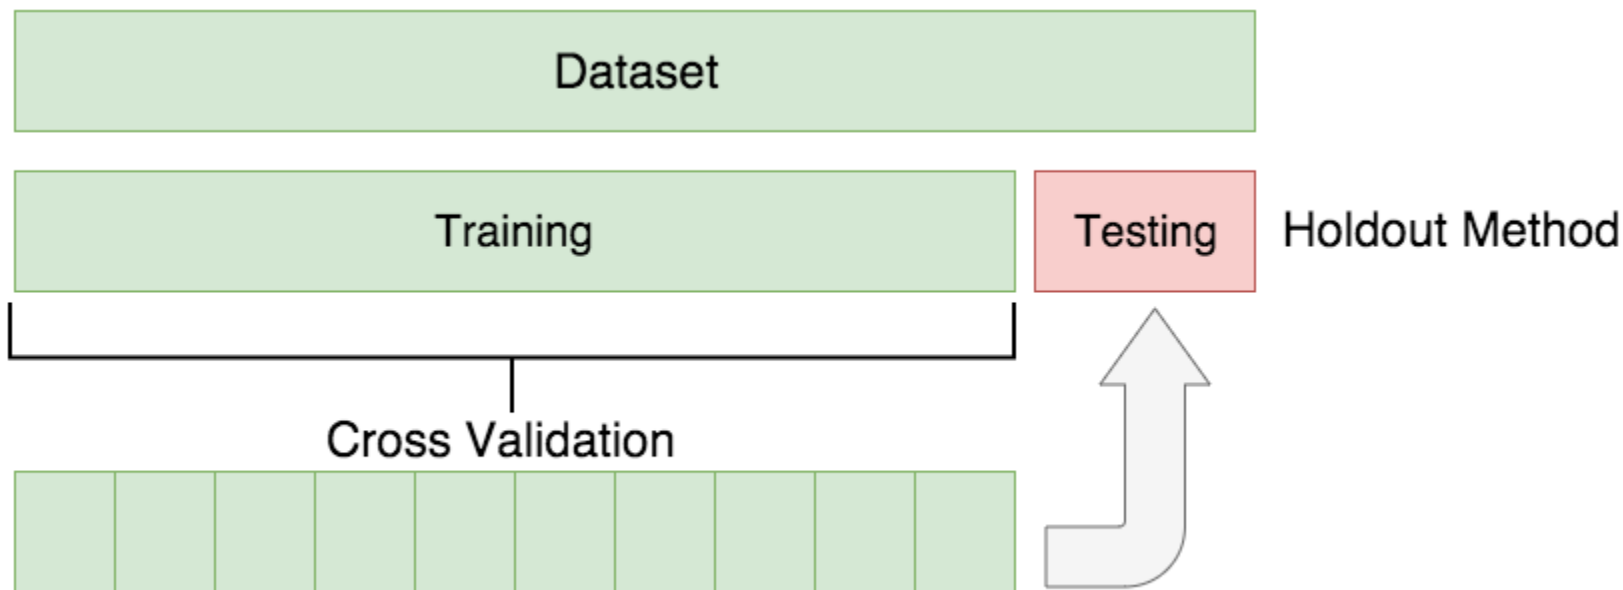 Dataset
Training
Testing
Holdout Method
Cross Validation